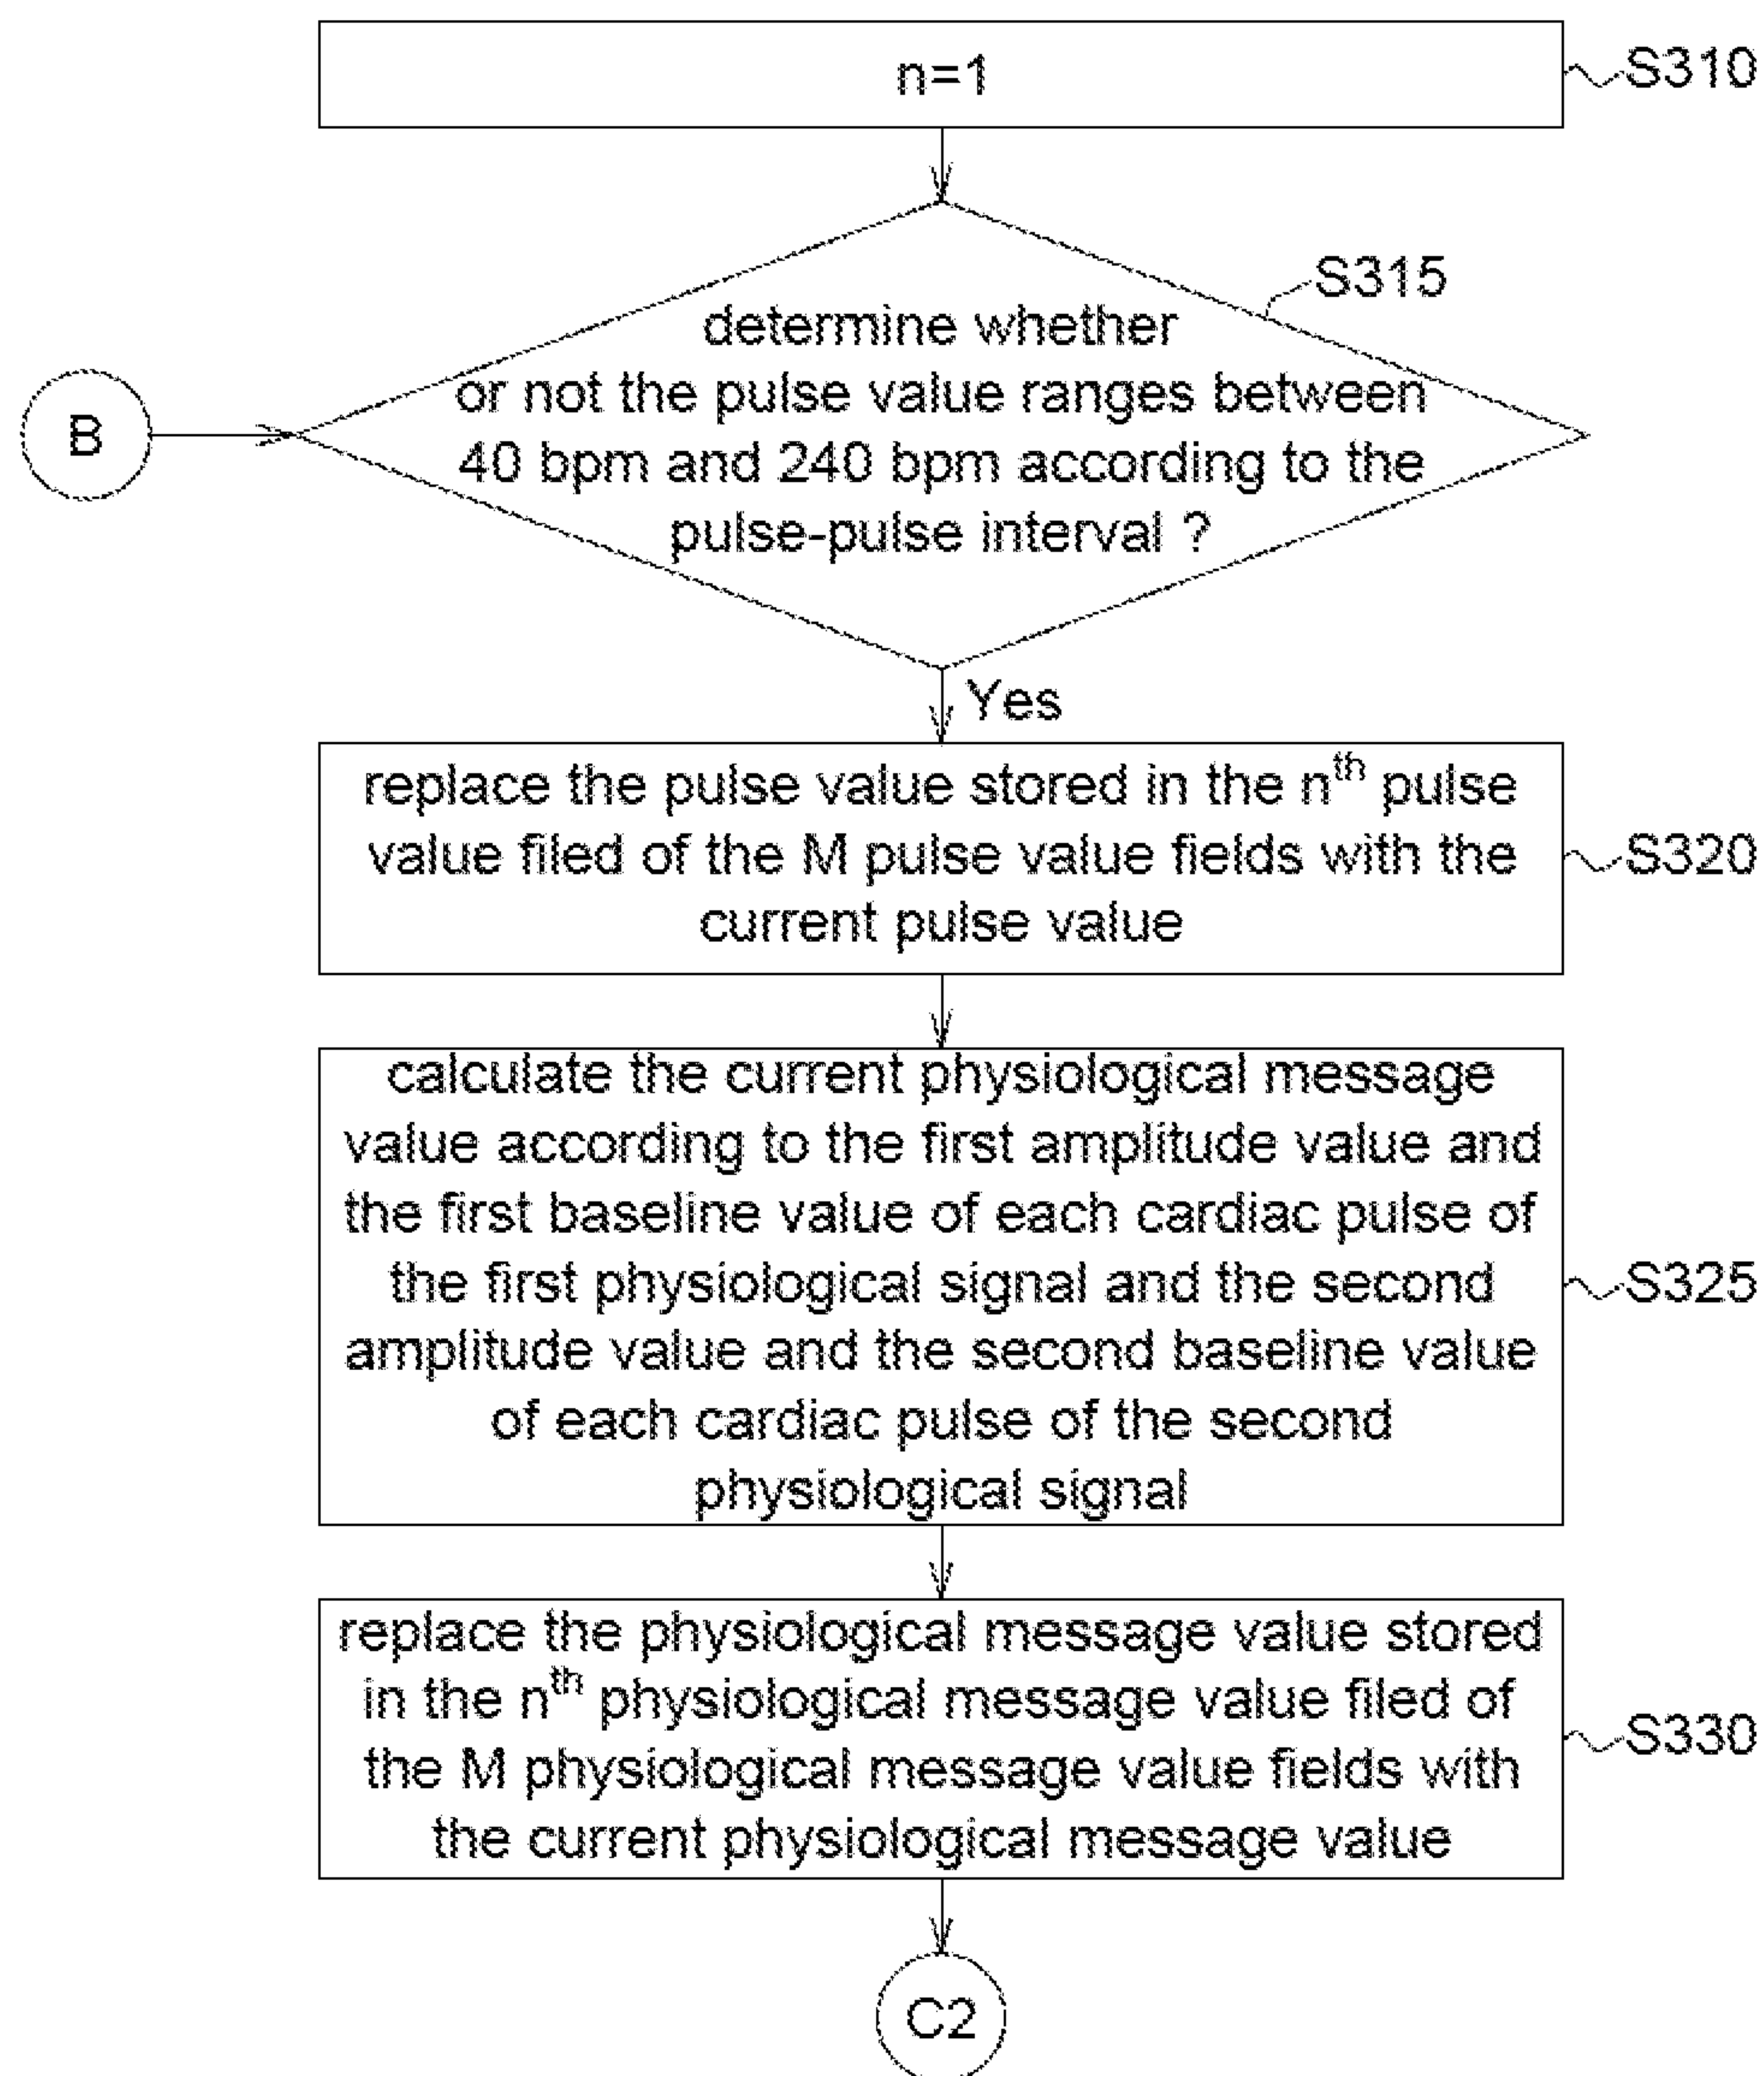 n=1
S310
S315
determine whether
or not the pulse value ranges between
40 bpm and 240 bpm according to the
pulse-pulse interval ?
B
Yes
replace the pulse value stored in the nth pulse
value filed of the M pulse value fields with the
current pulse value
S320
calculate the current physiological message
value according to the first amplitude value and
the first baseline value of each cardiac pulse of
the first physiological signal and the second
amplitude value and the second baseline value
of each cardiac pulse of the second
physiological signal
S325
replace the physiological message value stored
in the nth physiological message value filed of
the M physiological message value fields with
the current physiological message value
S330
C2